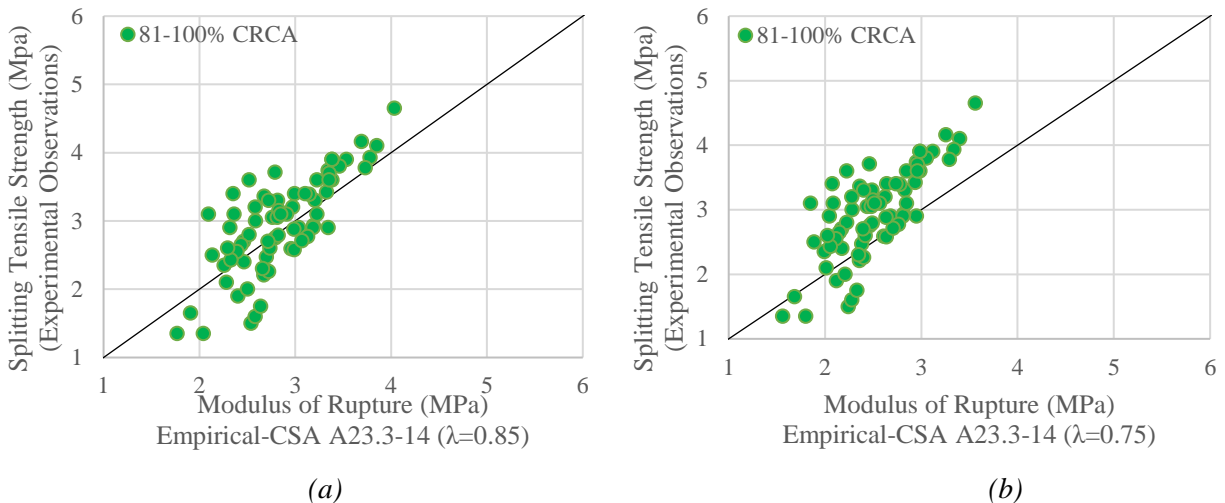 Splitting Tensile Strength (Mpa)
(Experimental Observations)
6
5
4
3
2
1
81-100% CRCA
1 2 3 4 5 6
Modulus of Rupture (MPa)
Empirical-CSA A23.3-14 (λ=0.85)
(a)
Splitting Tensile Strength (Mpa)
(Experimental Observations)
6
5
4
3
2
1
81-100% CRCA
1 2 3 4 5 6
Modulus of Rupture (MPa)
Empirical-CSA A23.3-14 (λ=0.75)
(b)